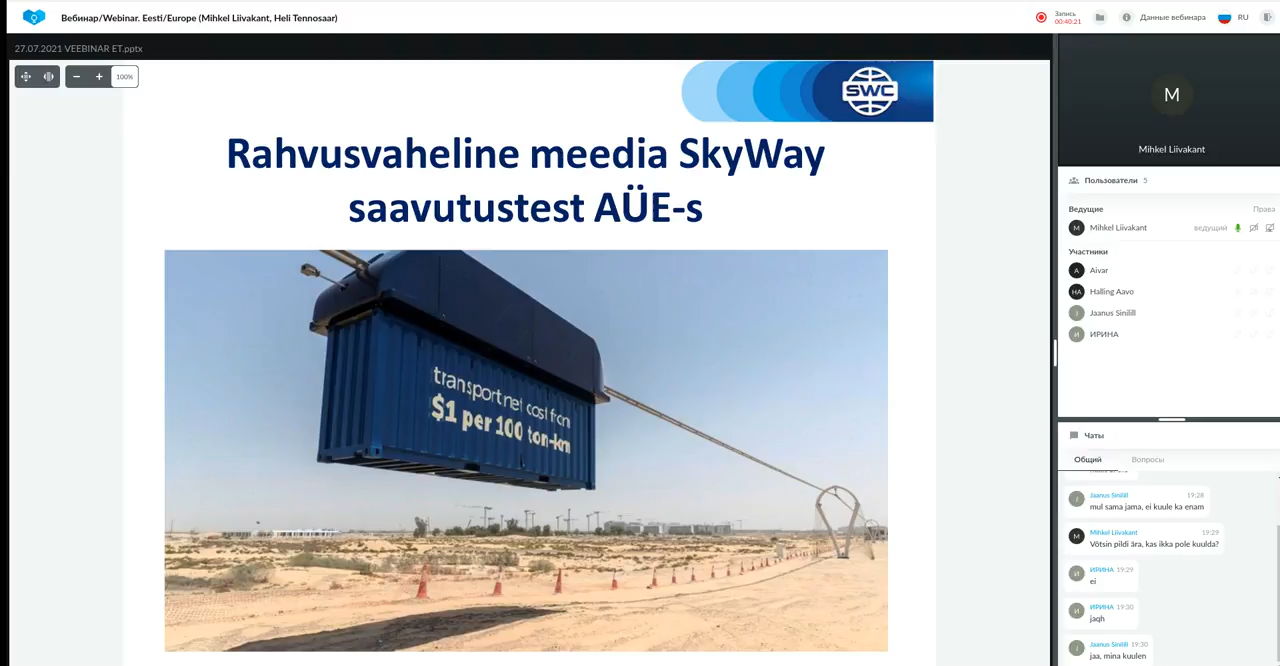 Вебинар/Webinar. Eesti/Europe (Mihkel Liivakant, Heli Tennosaar)
Запись
00:40:21
Данные вебинара
RU
27.07.2021 VEEBINAR ET.pptx
100%
SWC
Rahvusvaheline meedia SkyWay
saavutustest AÜE-s
transport net cost from
$1 per 100 ton-km
M
Mihkel Liivakant
Пользователи 5
Ведущие Права
M Mihkel Liivakant ведущий
Участники
A Aivar
HA Halling Aavo
J Jaanus Sinilill
И ИРИНА
Чаты
Общий Вопросы
Jaanus Sinilill 19:28
mul sama jama, ei kuule ka enam
M Mihkel Liivakant 19:29
Võtsin pildi ära, kas ikka pole kuulda?
И ИРИНА 19:29
ei
И ИРИНА 19:30
jaqh
Jaanus Sinilill 19:30
jaa, mina kuulen